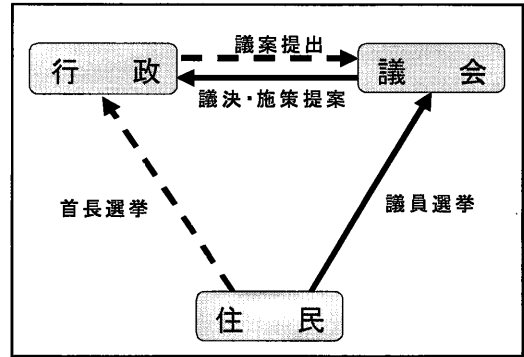 議案提出
行政
議会
議決・施策提案
首長選挙
議員選挙
住民